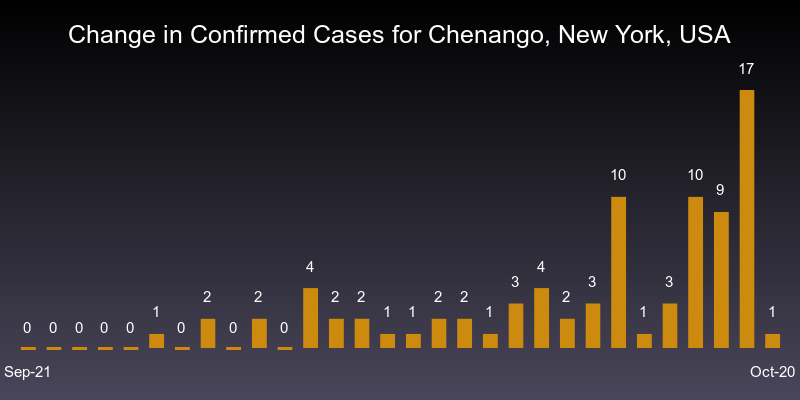 Change in Confirmed Cases for Chenango, New York, USA
0 0 0 0 0 1 0 2 0 2 0 4 2 2 1 1 2 2 1 3 4 2 3 10 1 3 10 9 17 1
Sep-21 Oct-20